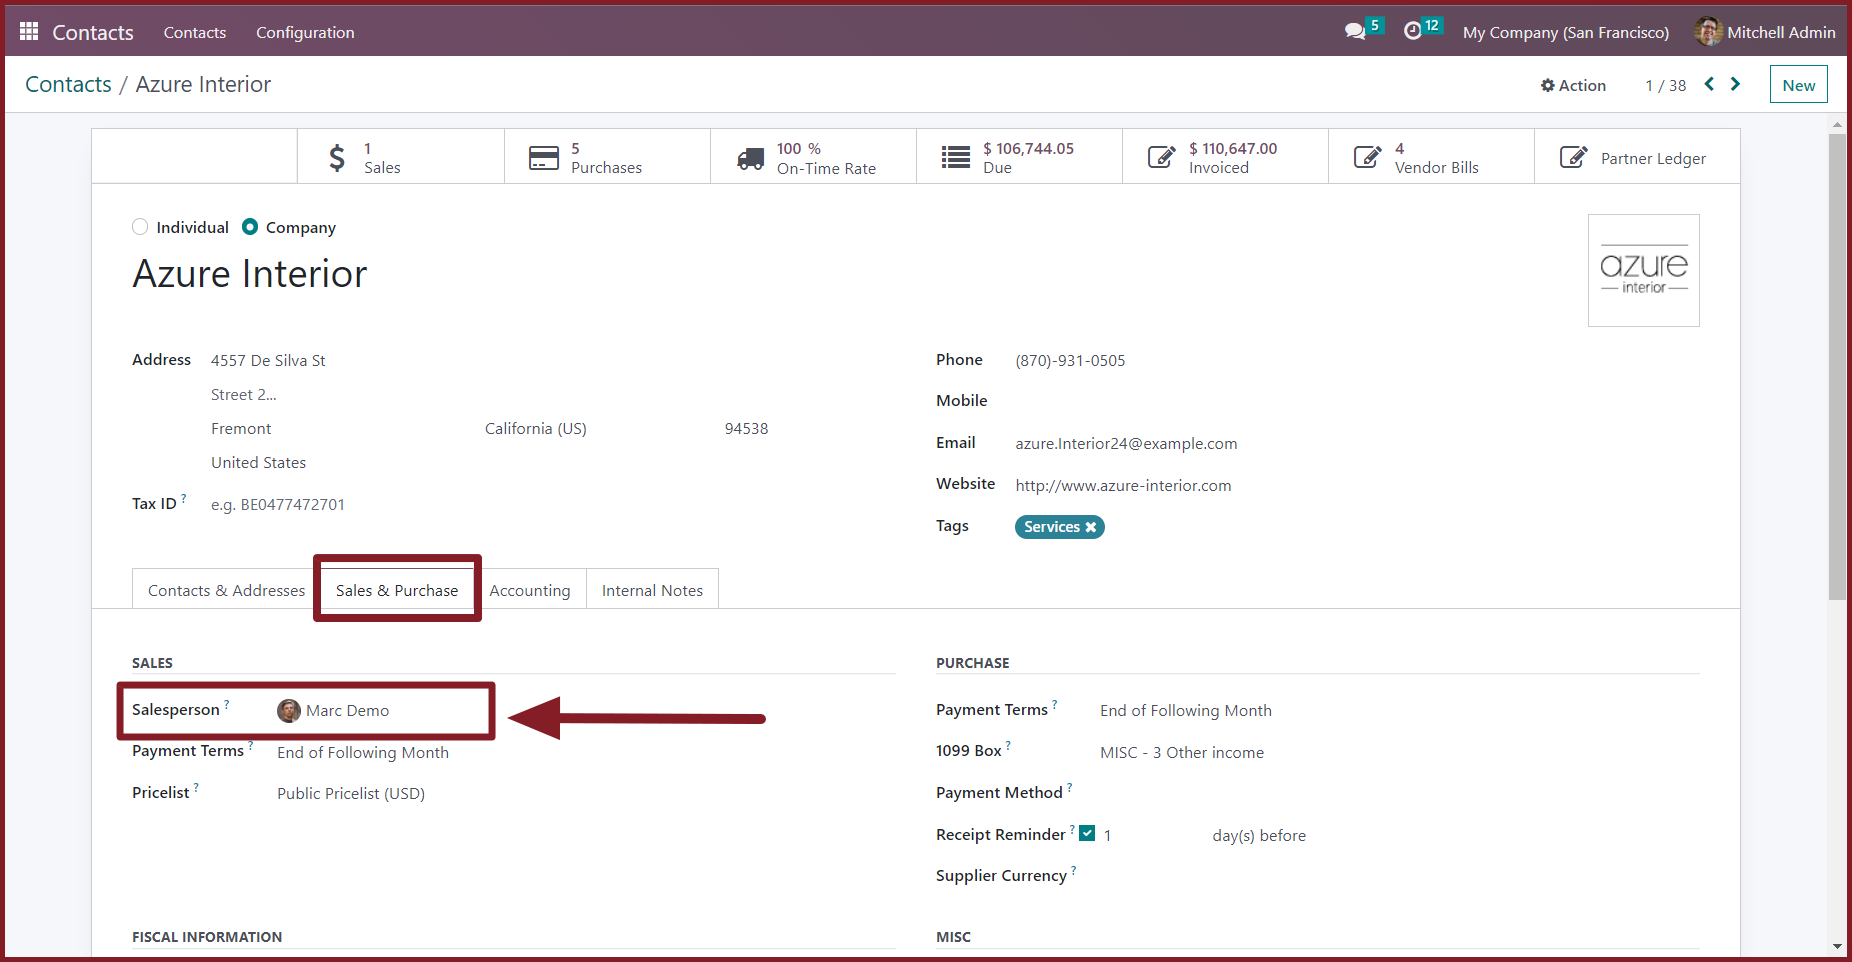 Contacts Contacts Configuration 5 12 My Company (San Francisco) Mitchell Admin
Contacts / Azure Interior Action 1 / 38 New
1 Sales
5 Purchases
100 % On-Time Rate
$ 106,744.05 Due
$ 110,647.00 Invoiced
4 Vendor Bills
Partner Ledger
Individual Company
Azure Interior
azure
interior
Address 4557 De Silva St
Street 2...
Fremont California (US) 94538
United States
Tax ID ? e.g. BE0477472701
Phone (870)-931-0505
Mobile
Email azure.Interior24@example.com
Website http://www.azure-interior.com
Tags Services
Contacts & Addresses Sales & Purchase Accounting Internal Notes
SALES
Salesperson ? Marc Demo
Payment Terms ? End of Following Month
Pricelist ? Public Pricelist (USD)
PURCHASE
Payment Terms ? End of Following Month
1099 Box ? MISC - 3 Other income
Payment Method ?
Receipt Reminder ? 1 day(s) before
Supplier Currency ?
FISCAL INFORMATION
MISC